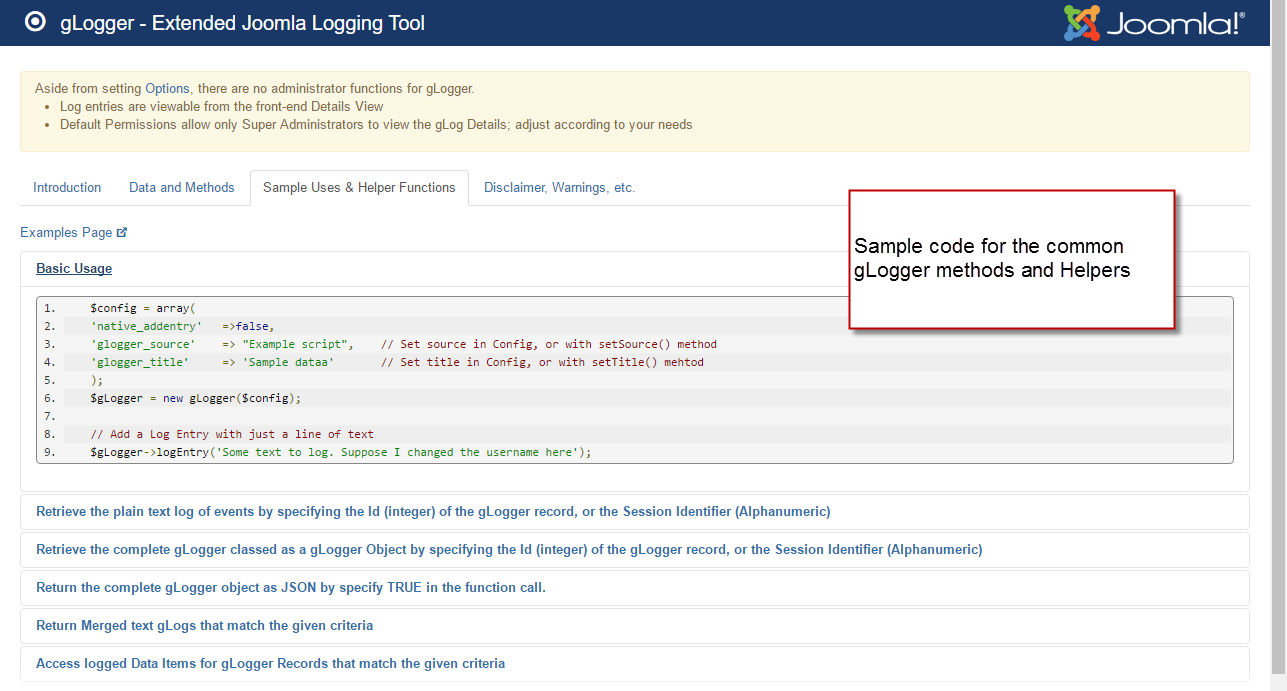 gLogger - Extended Joomla Logging Tool
Joomla!®
Aside from setting Options, there are no administrator functions for gLogger.
• Log entries are viewable from the front-end Details View
• Default Permissions allow only Super Administrators to view the gLog Details; adjust according to your needs
Introduction Data and Methods Sample Uses & Helper Functions Disclaimer, Warnings, etc.
Examples Page
Sample code for the common
gLogger methods and Helpers
Basic Usage
1. $config = array(
2. 'native_addentry' =>false,
3. 'glogger_source' => "Example script", // Set source in Config, or with setSource() method
4. 'glogger_title' => 'Sample dataa' // Set title in Config, or with setTitle() mehtod
5. );
6. $gLogger = new gLogger($config);
7.
8. // Add a Log Entry with just a line of text
9. $gLogger->logEntry('Some text to log. Suppose I changed the username here');
Retrieve the plain text log of events by specifying the Id (integer) of the gLogger record, or the Session Identifier (Alphanumeric)
Retrieve the complete gLogger classed as a gLogger Object by specifying the Id (integer) of the gLogger record, or the Session Identifier (Alphanumeric)
Return the complete gLogger object as JSON by specify TRUE in the function call.
Return Merged text gLogs that match the given criteria
Access logged Data Items for gLogger Records that match the given criteria